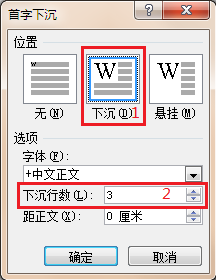 首字下沉
位置
W W W
无(N) 下沉(D) 1 悬挂(M)
选项
字体(F):
+中文正文
下沉行数(L): 3 2
距正文(X): 0 厘米
确定 取消